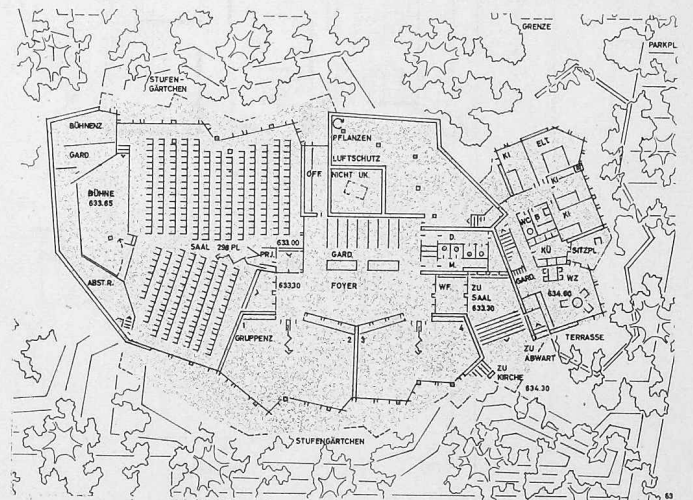 GRENZE
PARKPL
STUFEN-
GÄRTCHEN
BÜHNENZ.
GARD
BÜHNE
633.65
ABST.R.
SAAL 298 PL
PRJ.
633.00
633.30
ÖFF.
PFLANZEN
LUFTSCHUTZ
NICHT UK.
GARD.
FOYER
D.
M.
WF.
ZU
SAAL
633.30
GRUPPENZ.
1
2
3
4
ZU
KIRCHE
634.30
ZU
ABWART
TERRASSE
KI
ELT.
KI
KI
WC
B
KÜ
SITZPL.
GARD.
WZ
634.60
STUFENGÄRTCHEN
63